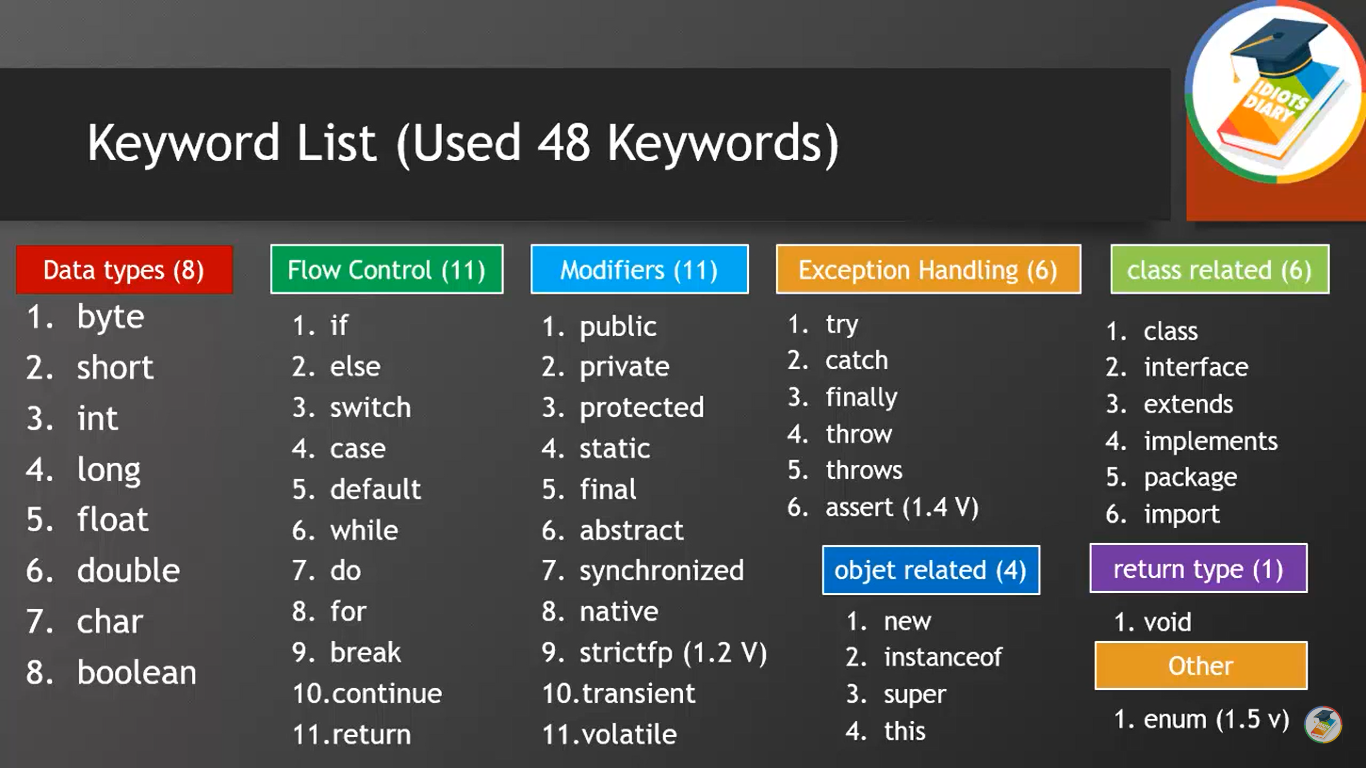 IDIOTS
DIARY
Keyword List (Used 48 Keywords)
Data types (8)
1. byte
2. short
3. int
4. long
5. float
6. double
7. char
8. boolean
Flow Control (11)
1. if
2. else
3. switch
4. case
5. default
6. while
7. do
8. for
9. break
10.continue
11.return
Modifiers (11)
1. public
2. private
3. protected
4. static
5. final
6. abstract
7. synchronized
8. native
9. strictfp (1.2 V)
10.transient
11.volatile
Exception Handling (6)
1. try
2. catch
3. finally
4. throw
5. throws
6. assert (1.4 V)
objet related (4)
1. new
2. instanceof
3. super
4. this
class related (6)
1. class
2. interface
3. extends
4. implements
5. package
6. import
return type (1)
1. void
Other
1. enum (1.5 v)